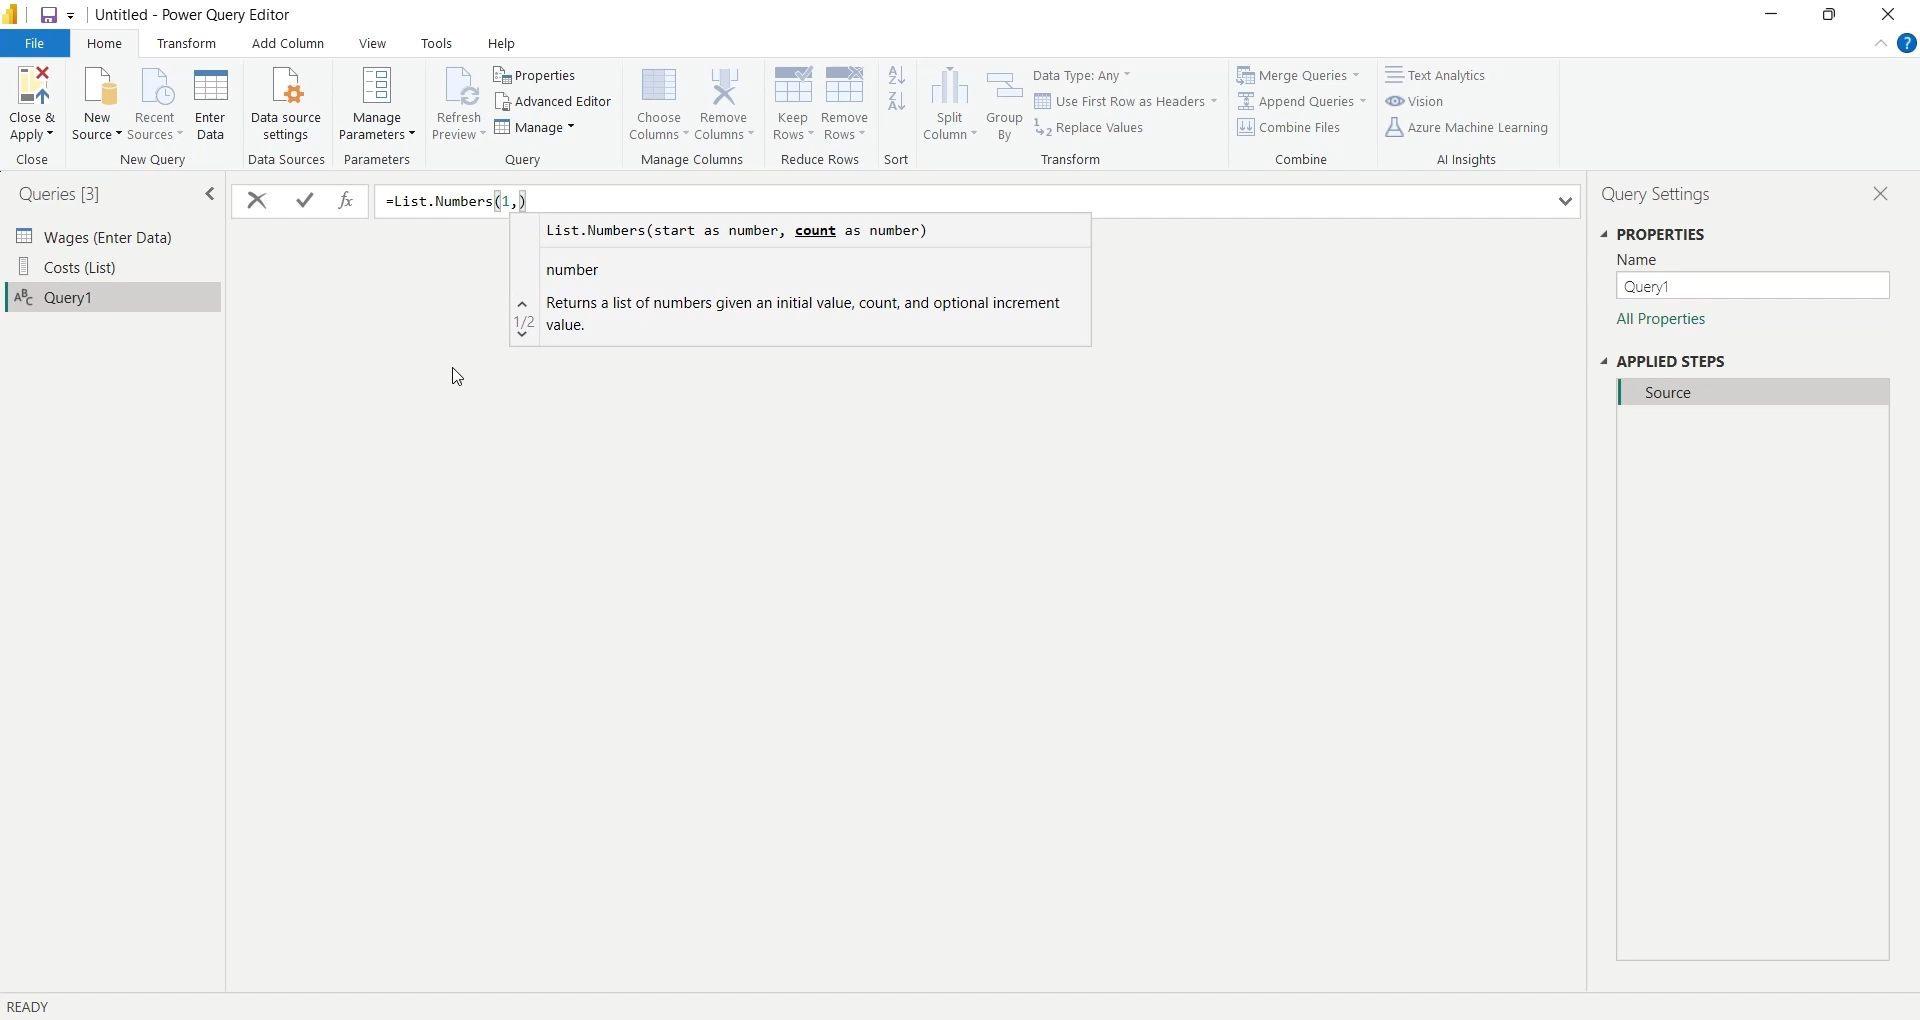 Untitled - Power Query Editor
File Home Transform Add Column View Tools Help
Close & Apply
Close
New Source
Recent Sources
Enter Data
New Query
Data source settings
Data Sources
Manage Parameters
Parameters
Refresh Preview
Properties
Advanced Editor
Manage
Query
Choose Columns
Remove Columns
Manage Columns
Keep Rows
Remove Rows
Reduce Rows
Sort
Split Column
Group By
Data Type: Any
Use First Row as Headers
Replace Values
Transform
Merge Queries
Append Queries
Combine Files
Combine
Text Analytics
Vision
Azure Machine Learning
AI Insights
Queries [3]
Wages (Enter Data)
Costs (List)
ABC Query1
fx =List.Numbers(1,)
List.Numbers(start as number, count as number)
number
1/2
Returns a list of numbers given an initial value, count, and optional increment
value.
Query Settings
PROPERTIES
Name
Query1
All Properties
APPLIED STEPS
Source
READY